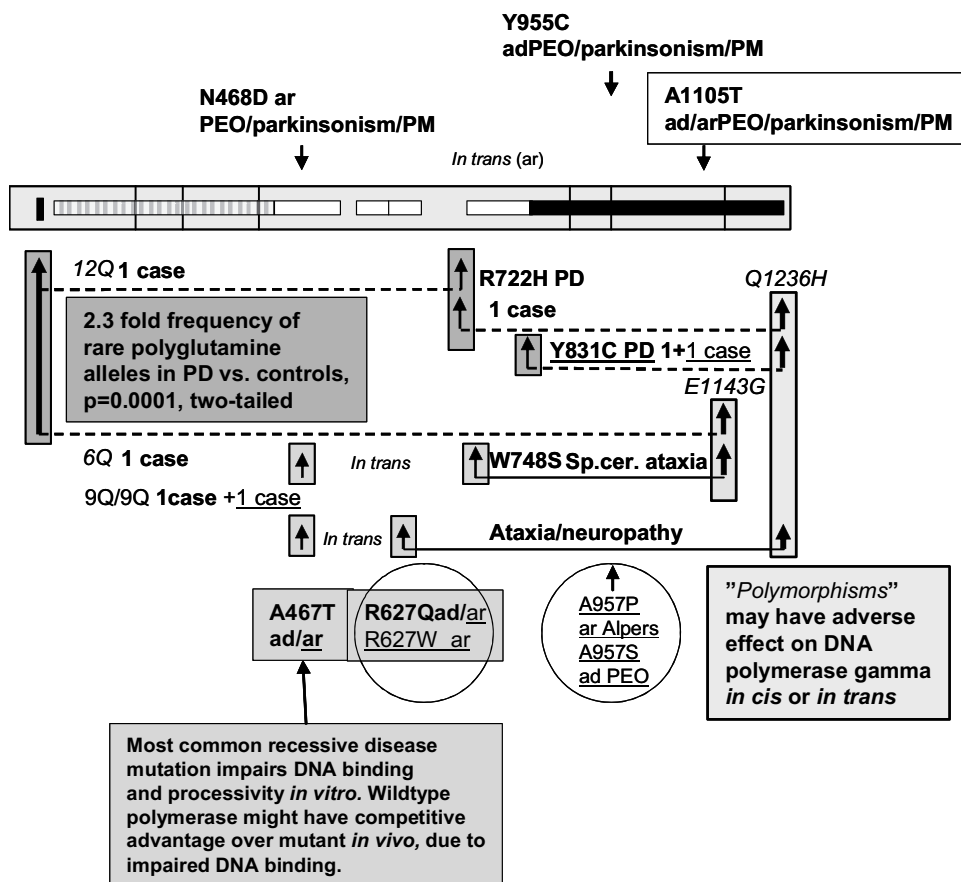 Y955C
adPEO/parkinsonism/PM
N468D ar
PEO/parkinsonism/PM
A1105T
ad/arPEO/parkinsonism/PM
In trans (ar)
12Q 1 case
R722H PD
1 case
Q1236H
2.3 fold frequency of
rare polyglutamine
alleles in PD vs. controls,
p=0.0001, two-tailed
Y831C PD 1+1 case
E1143G
6Q 1 case
In trans
W748S Sp.cer. ataxia
9Q/9Q 1case +1 case
In trans
Ataxia/neuropathy
A467T
ad/ar
R627Qad/ar
R627W ar
A957P
ar Alpers
A957S
ad PEO
"Polymorphisms"
may have adverse
effect on DNA
polymerase gamma
in cis or in trans
Most common recessive disease
mutation impairs DNA binding
and processivity in vitro. Wildtype
polymerase might have competitive
advantage over mutant in vivo, due to
impaired DNA binding.